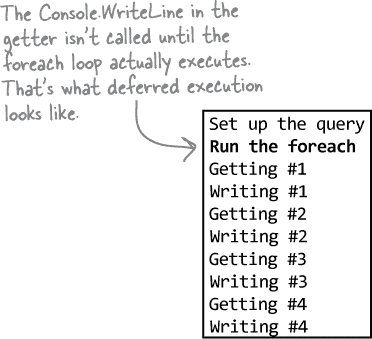 The Console.WriteLine in the
getter isn't called until the
foreach loop actually executes.
That's what deferred execution
looks like.
Set up the query
Run the foreach
Getting #1
Writing #1
Getting #2
Writing #2
Getting #3
Writing #3
Getting #4
Writing #4